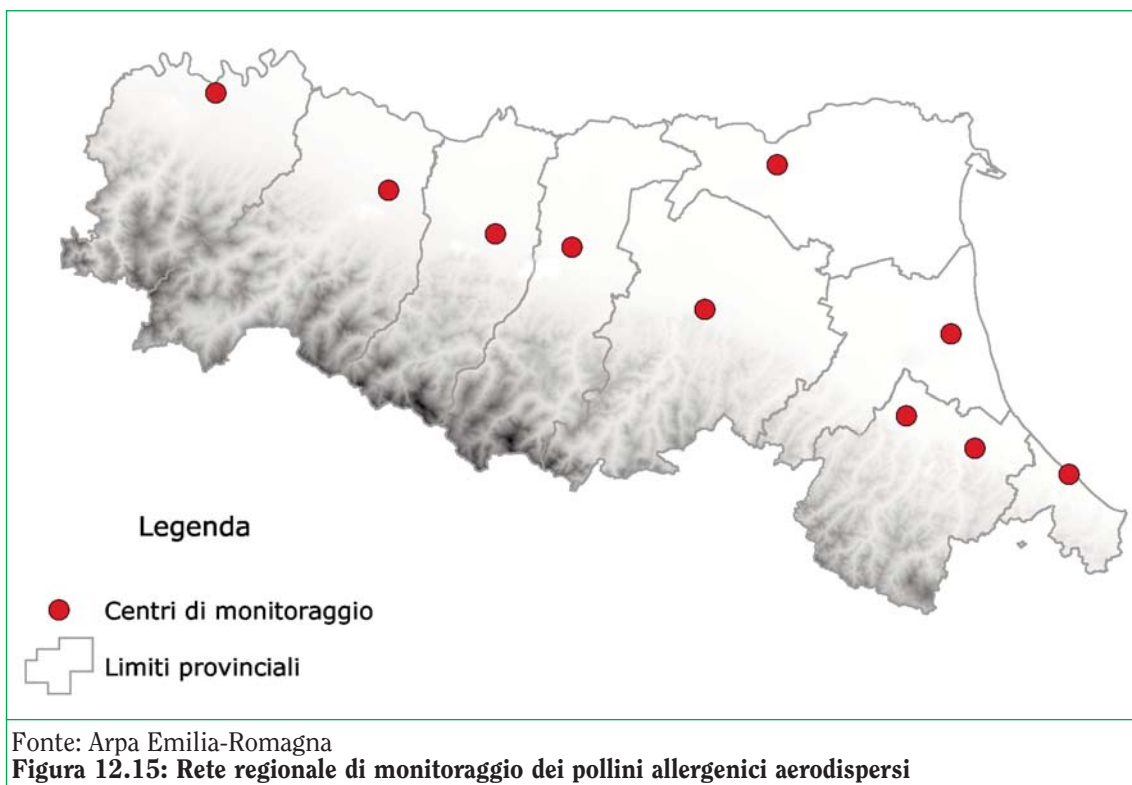 Legenda
Centri di monitoraggio
Limiti provinciali
Fonte: Arpa Emilia-Romagna
Figura 12.15: Rete regionale di monitoraggio dei pollini allergenici aerodispersi